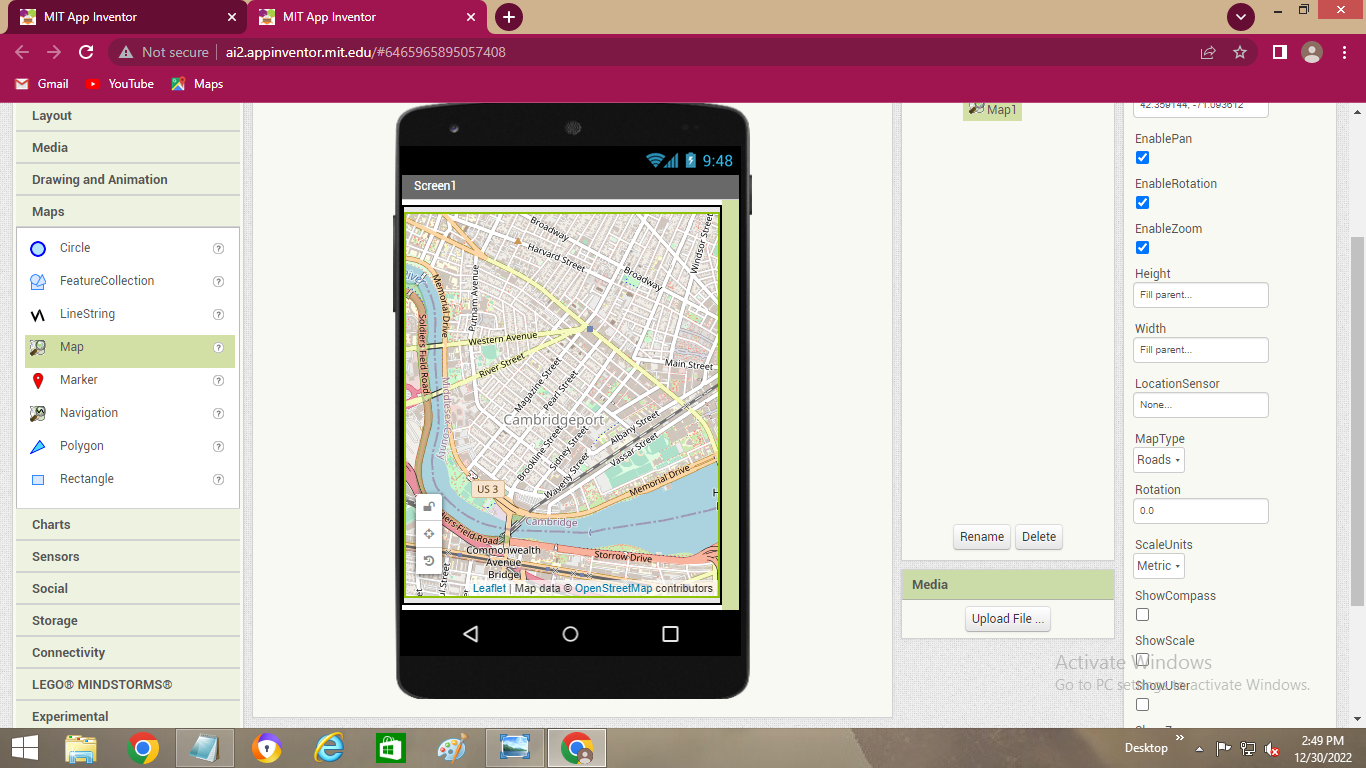 MIT App Inventor
MIT App Inventor
Not secure
ai2.appinventor.mit.edu/#6465965895057408
Gmail
YouTube
Maps
Layout
Media
Drawing and Animation
Maps
Circle ?
FeatureCollection ?
LineString ?
Map ?
Marker ?
Navigation ?
Polygon ?
Rectangle ?
Charts
Sensors
Social
Storage
Connectivity
LEGO® MINDSTORMS®
Experimental
9:48
Screen1
Broadway
Harvard Street
Windsor Street
Broadway
Memorial Drive
Putnam Avenue
Soldiers Field Road
Western Avenue
River Street
Main Street
Magazine Street
Pearl Street
Middlesex County
Cambridgeport
Albany Street
Vassar Street
Brookline Street
Sidney Street
Waverly Street
Memorial Drive
US 3
Cambridge
Commonwealth
Avenue
Bridge
Storrow Drive
Leaflet | Map data © OpenStreetMap contributors
Map1
Rename
Delete
Media
Upload File ...
42.359144, -71.093612
EnablePan
EnableRotation
EnableZoom
Height
Fill parent...
Width
Fill parent...
LocationSensor
None...
MapType
Roads
Rotation
0.0
ScaleUnits
Metric
ShowCompass
ShowScale
ShowUser
Activate Windows
Go to PC settings to activate Windows.
Desktop
2:49 PM
12/30/2022